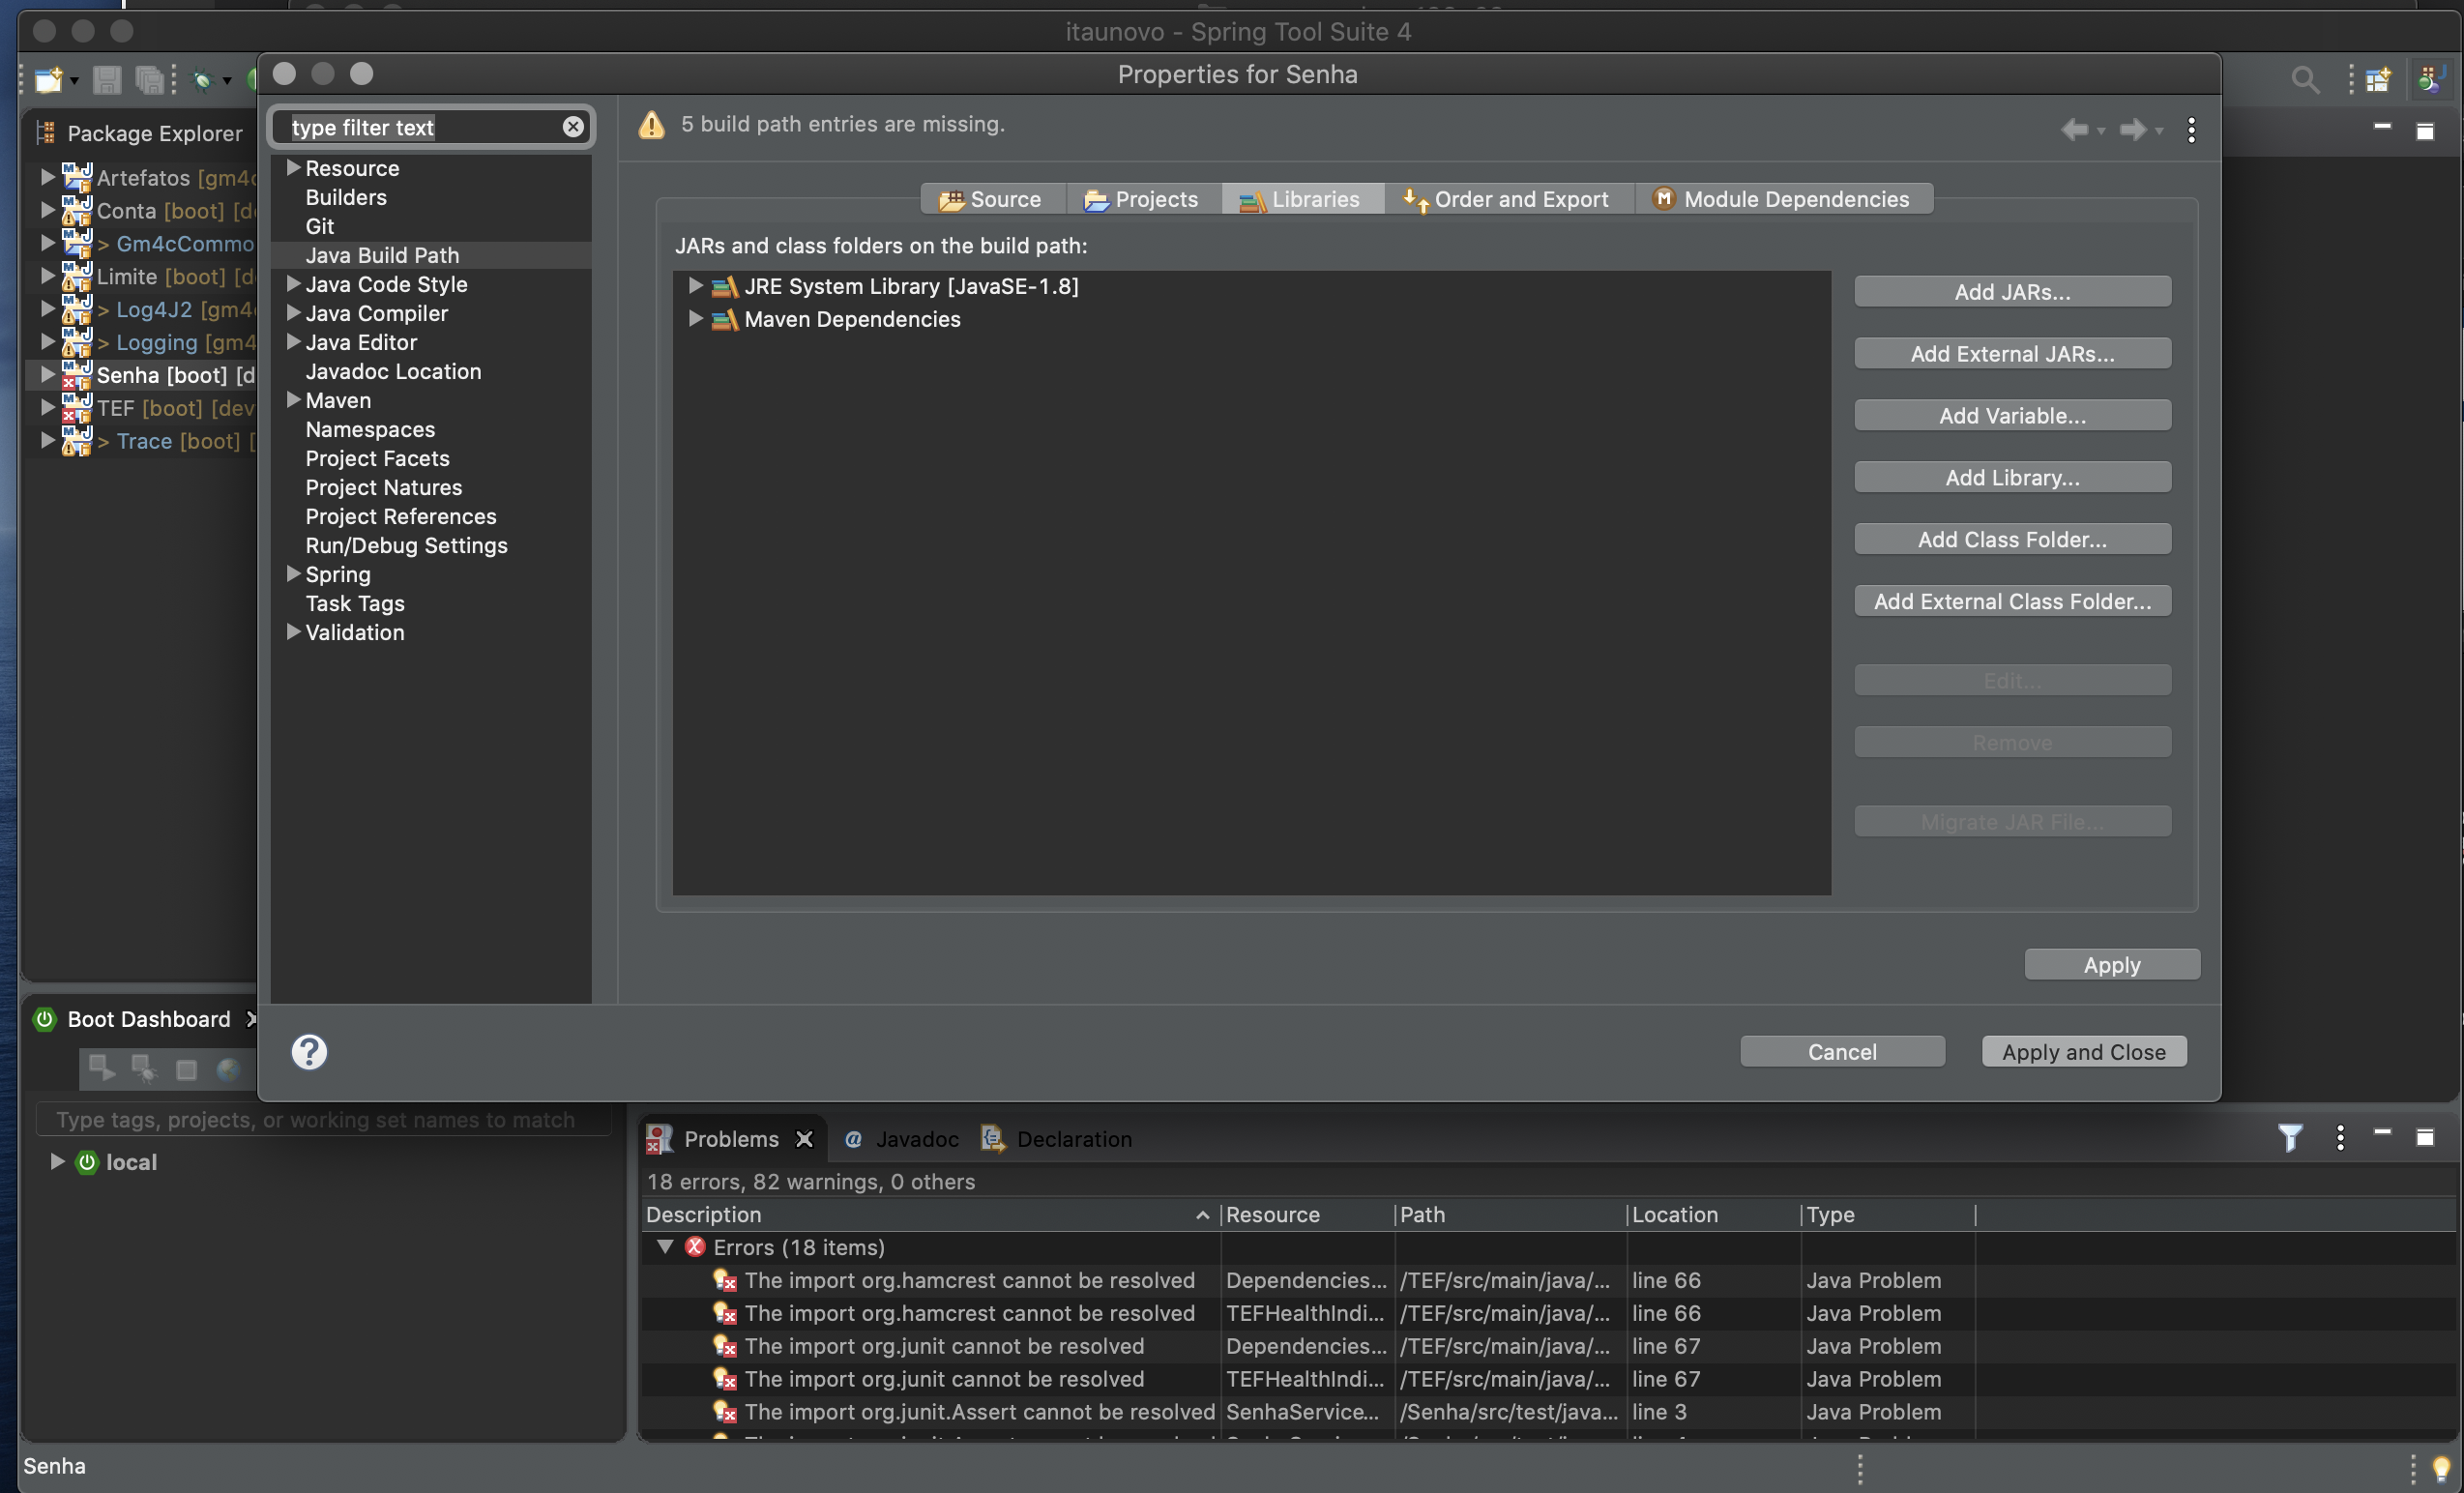 itaunovo - Spring Tool Suite 4
Properties for Senha
Package Explorer
Artefatos [gm4c
Conta [boot] [d
> Gm4cCommo
Limite [boot] [d
> Log4J2 [gm4
> Logging [gm4
Senha [boot] [d
TEF [boot] [dev
> Trace [boot] [
type filter text
Resource
Builders
Git
Java Build Path
Java Code Style
Java Compiler
Java Editor
Javadoc Location
Maven
Namespaces
Project Facets
Project Natures
Project References
Run/Debug Settings
Spring
Task Tags
Validation
5 build path entries are missing.
Source
Projects
Libraries
Order and Export
Module Dependencies
JARs and class folders on the build path:
JRE System Library [JavaSE-1.8]
Maven Dependencies
Add JARs...
Add External JARs...
Add Variable...
Add Library...
Add Class Folder...
Add External Class Folder...
Edit...
Remove
Migrate JAR File...
Apply
Cancel
Apply and Close
Boot Dashboard
Type tags, projects, or working set names to match
local
Problems
@ Javadoc
Declaration
18 errors, 82 warnings, 0 others
Description Resource Path Location Type
Errors (18 items)
The import org.hamcrest cannot be resolved Dependencies... /TEF/src/main/java/... line 66 Java Problem
The import org.hamcrest cannot be resolved TEFHealthIndi... /TEF/src/main/java/... line 66 Java Problem
The import org.junit cannot be resolved Dependencies... /TEF/src/main/java/... line 67 Java Problem
The import org.junit cannot be resolved TEFHealthIndi... /TEF/src/main/java/... line 67 Java Problem
The import org.junit.Assert cannot be resolved SenhaService... /Senha/src/test/java... line 3 Java Problem
Senha